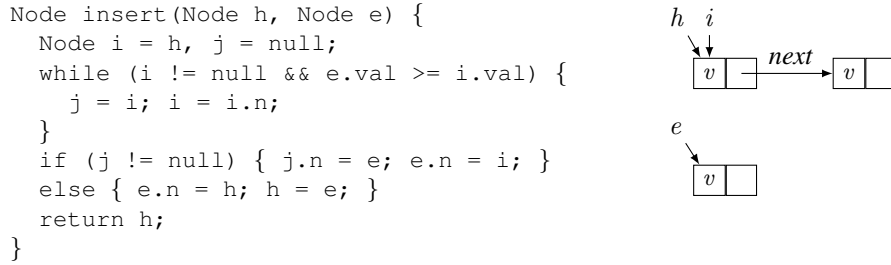 Node insert(Node h, Node e) {
  Node i = h, j = null;
  while (i != null && e.val >= i.val) {
    j = i; i = i.n;
  }
  if (j != null) { j.n = e; e.n = i; }
  else { e.n = h; h = e; }
  return h;
}
h i
v next v
e
v